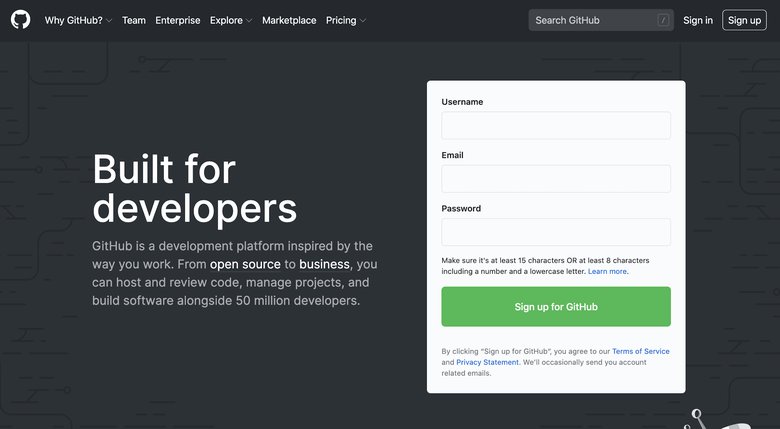 Why GitHub? Team Enterprise Explore Marketplace Pricing Search GitHub / Sign in Sign up
Built for
developers
GitHub is a development platform inspired by the
way you work. From open source to business, you
can host and review code, manage projects, and
build software alongside 50 million developers.
Username
Email
Password
Make sure it's at least 15 characters OR at least 8 characters
including a number and a lowercase letter. Learn more.
Sign up for GitHub
By clicking “Sign up for GitHub”, you agree to our Terms of Service
and Privacy Statement. We’ll occasionally send you account
related emails.